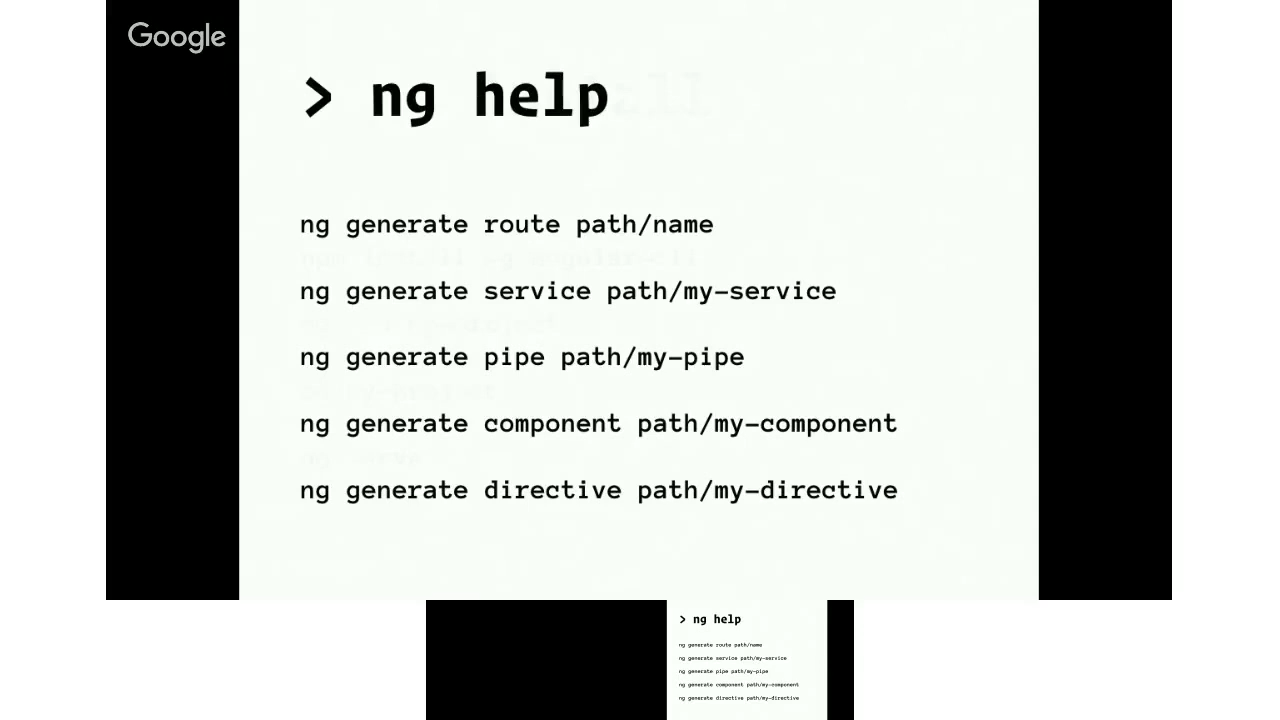 Google
> ng help
ng generate route path/name
ng generate service path/my-service
ng generate pipe path/my-pipe
ng generate component path/my-component
ng generate directive path/my-directive
> ng help
ng generate route path/name
ng generate service path/my-service
ng generate pipe path/my-pipe
ng generate component path/my-component
ng generate directive path/my-directive